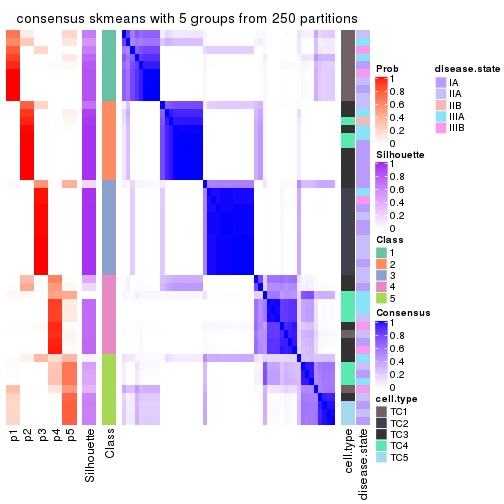 consensus skmeans with 5 groups from 250 partitions
Prob
1
0.8
0.6
0.4
0.2
0
disease.state
IA
IIA
IIB
IIIA
IIIB
Silhouette
1
0.8
0.6
0.4
0.2
0
Class
1
2
3
4
5
Consensus
1
0.8
0.6
0.4
0.2
0
cell.type
TC1
TC2
TC3
TC4
TC5
p1
p2
p3
p4
p5
Silhouette
Class
cell.type
disease.state